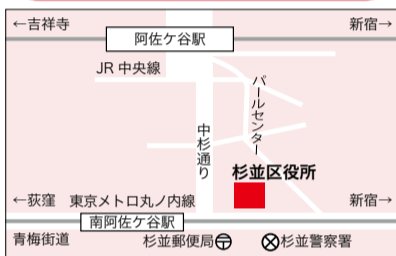 ←吉祥寺
新宿→
阿佐ケ谷駅
JR 中央線
パールセンター
中杉通り
杉並区役所
←荻窪
東京メトロ丸ノ内線
新宿→
南阿佐ケ谷駅
青梅街道
杉並郵便局〶
杉並警察署